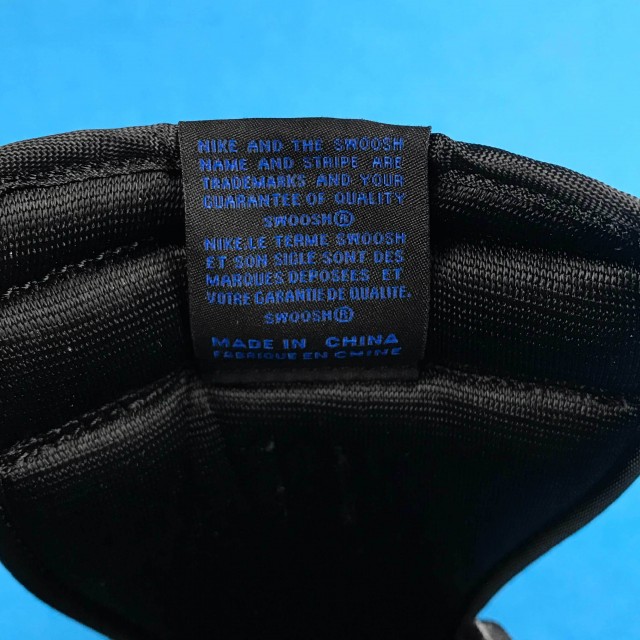 NIKE AND THE SWOOSH
NAME AND STRIPE ARE
TRADEMARKS AND YOUR
GUARANTEE OF QUALITY
SWOOSH®
NIKE.LE TERME SWOOSH
ET SON SIGLE SONT DES
MARQUES DEPOSEES ET
VOTRE GARANTIE DE QUALITE.
SWOOSH®
MADE IN CHINA
FABRIQUE EN CHINE